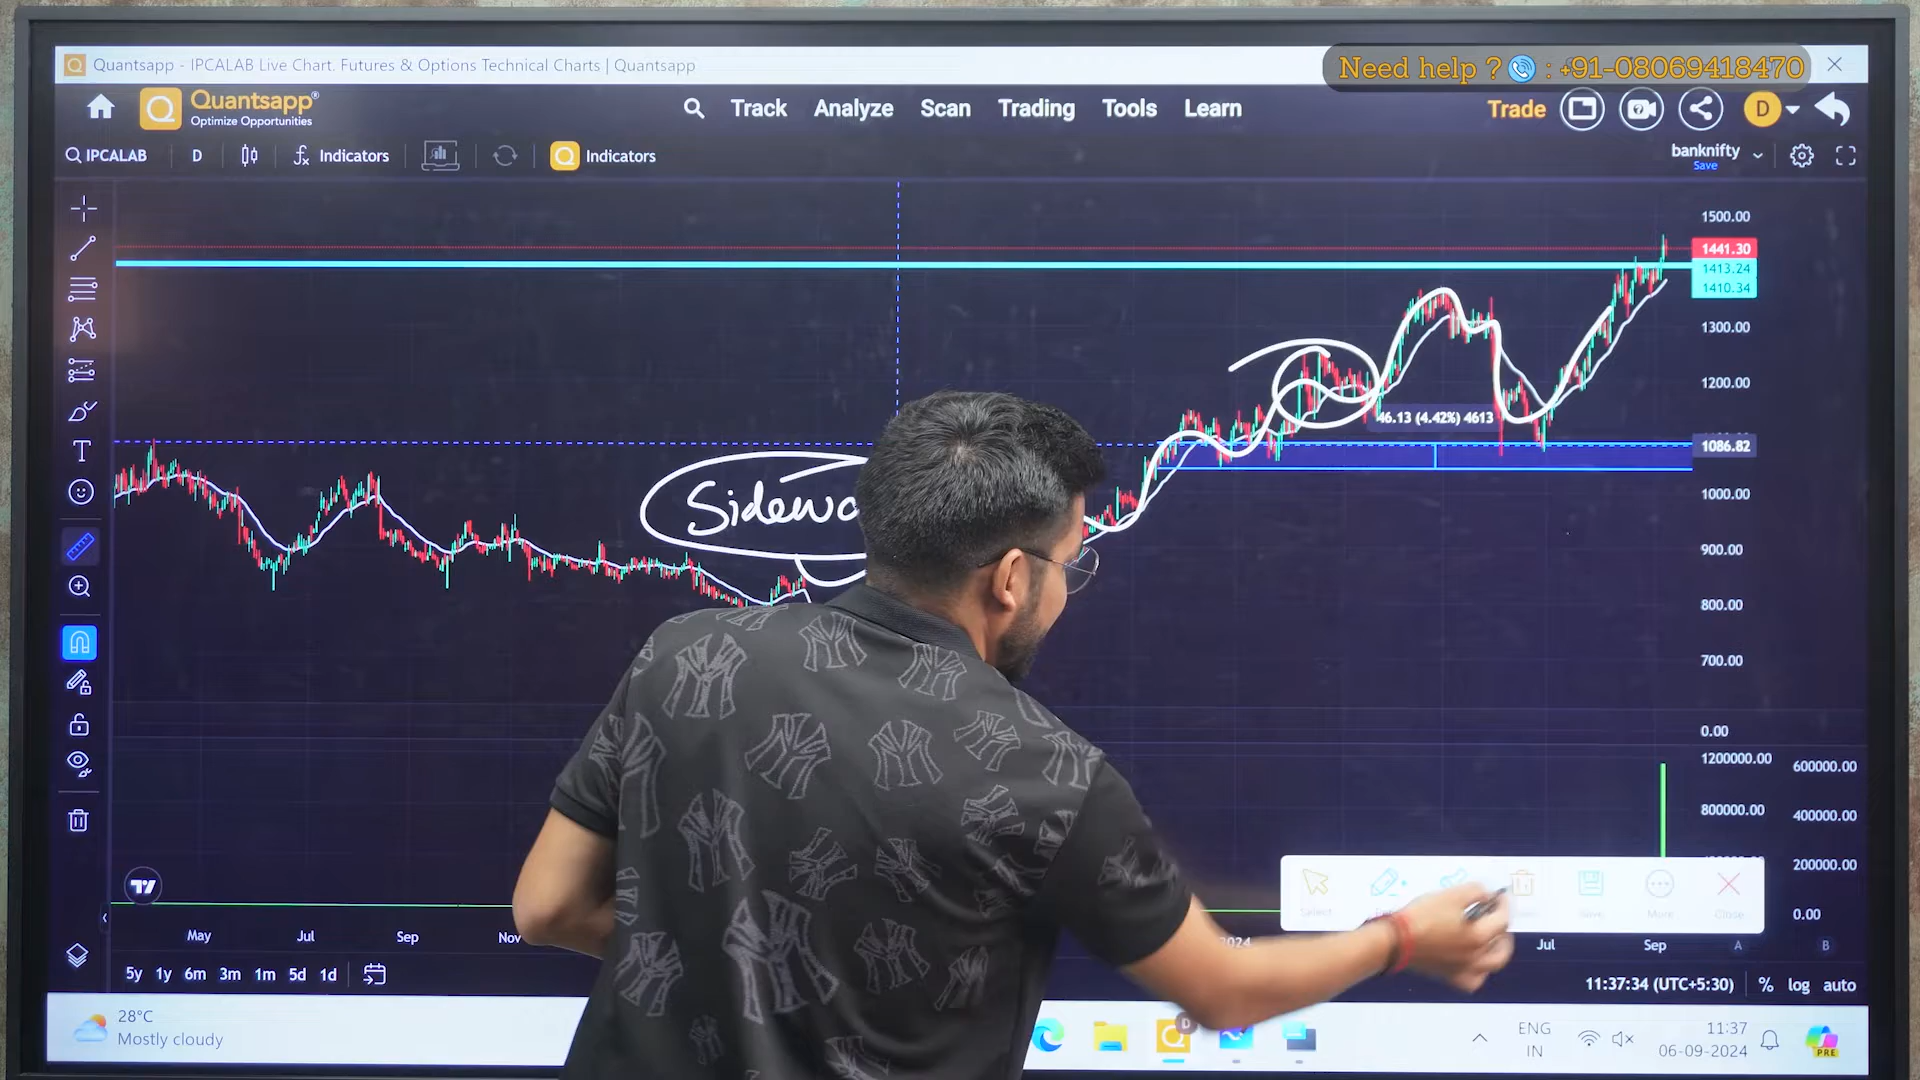 Quantsapp - IPCALAB Live Chart. Futures & Options Technical Charts | Quantsapp
Need help ? : +91-08069418470
Quantsapp®
Optimize Opportunities
Track Analyze Scan Trading Tools Learn
Trade
D
IPCALAB D Indicators Indicators
banknifty
Save
1500.00
1441.30
1413.24
1410.34
1300.00
1200.00
46.13 (4.42%) 4613
1086.82
1000.00
900.00
800.00
700.00
0.00
1200000.00 600000.00
800000.00 400000.00
200000.00
0.00
Select
Save More Close
May Jul Sep Nov 2024 Jul Sep A B
5y 1y 6m 3m 1m 5d 1d
11:37:34 (UTC+5:30) % log auto
28°C
Mostly cloudy
ENG
IN
11:37
06-09-2024
PRE